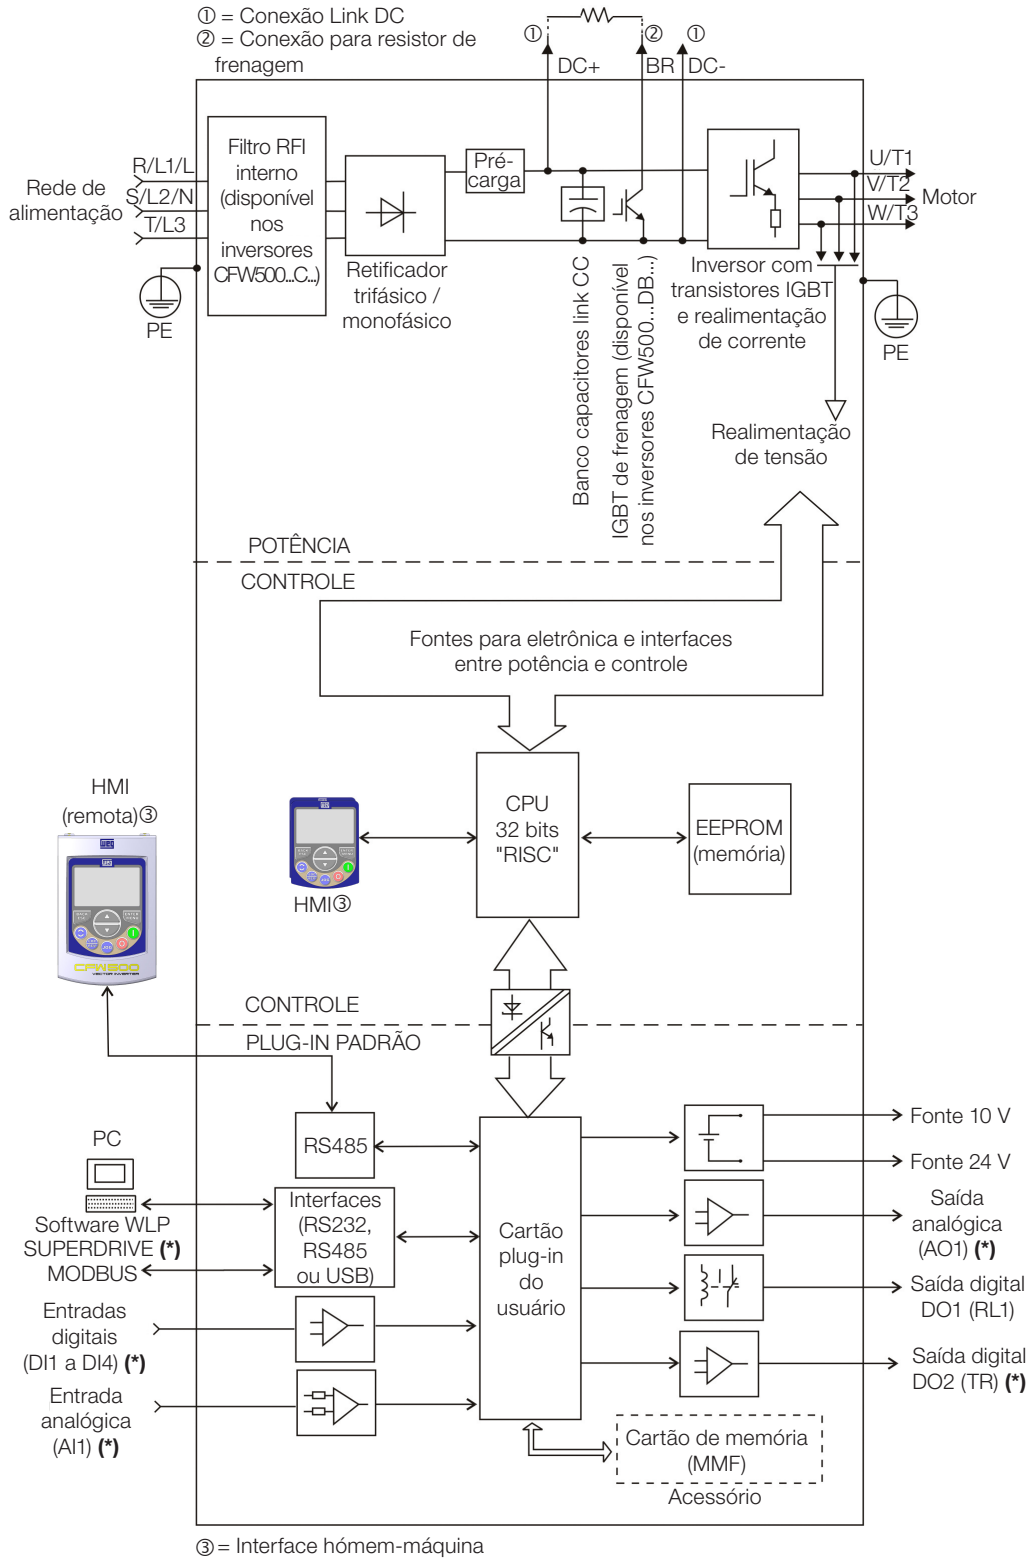 ① = Conexão Link DC
② = Conexão para resistor de
frenagem
①
②
①
DC+
BR
DC-
Rede de
alimentação
R/L1/L
S/L2/N
T/L3
PE
Filtro RFI
interno
(disponível
nos
inversores
CFW500...C...)
Retificador
trifásico /
monofásico
Pré-
carga
Banco capacitores link CC
IGBT de frenagem (disponível
nos inversores CFW500...DB...)
Inversor com
transistores IGBT
e realimentação
de corrente
U/T1
V/T2
W/T3
Motor
PE
Realimentação
de tensão
POTÊNCIA
CONTROLE
Fontes para eletrônica e interfaces
entre potência e controle
HMI
(remota)③
CFW500
VECTOR INVERTER
HMI③
CPU
32 bits
"RISC"
EEPROM
(memória)
CONTROLE
PLUG-IN PADRÃO
RS485
PC
Software WLP
SUPERDRIVE (*)
MODBUS
Interfaces
(RS232,
RS485
ou USB)
Entradas
digitais
(DI1 a DI4) (*)
Entrada
analógica
(AI1) (*)
Cartão
plug-in
do
usuário
Fonte 10 V
Fonte 24 V
Saída
analógica
(AO1) (*)
Saída digital
DO1 (RL1)
Saída digital
DO2 (TR) (*)
Cartão de memória
(MMF)
Acessório
③ = Interface hómem-máquina